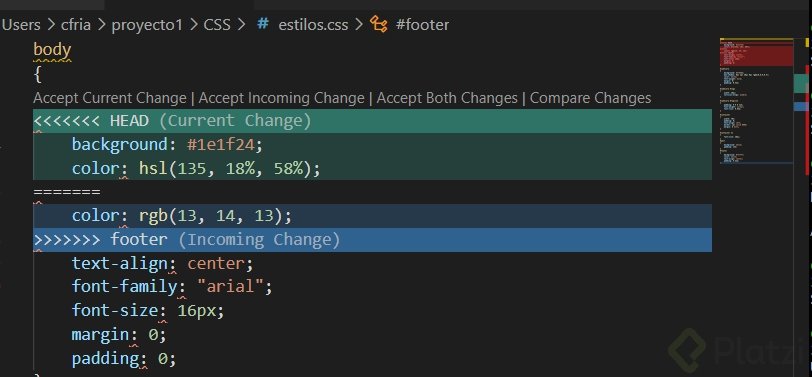 Users > cfria > proyecto1 > CSS > # estilos.css > #footer
body
{
Accept Current Change | Accept Incoming Change | Accept Both Changes | Compare Changes
<<<<<<< HEAD (Current Change)
background: #1e1f24;
color: hsl(135, 18%, 58%);
=======
color: rgb(13, 14, 13);
>>>>>>> footer (Incoming Change)
text-align: center;
font-family: "arial";
font-size: 16px;
margin: 0;
padding: 0;
Platzi